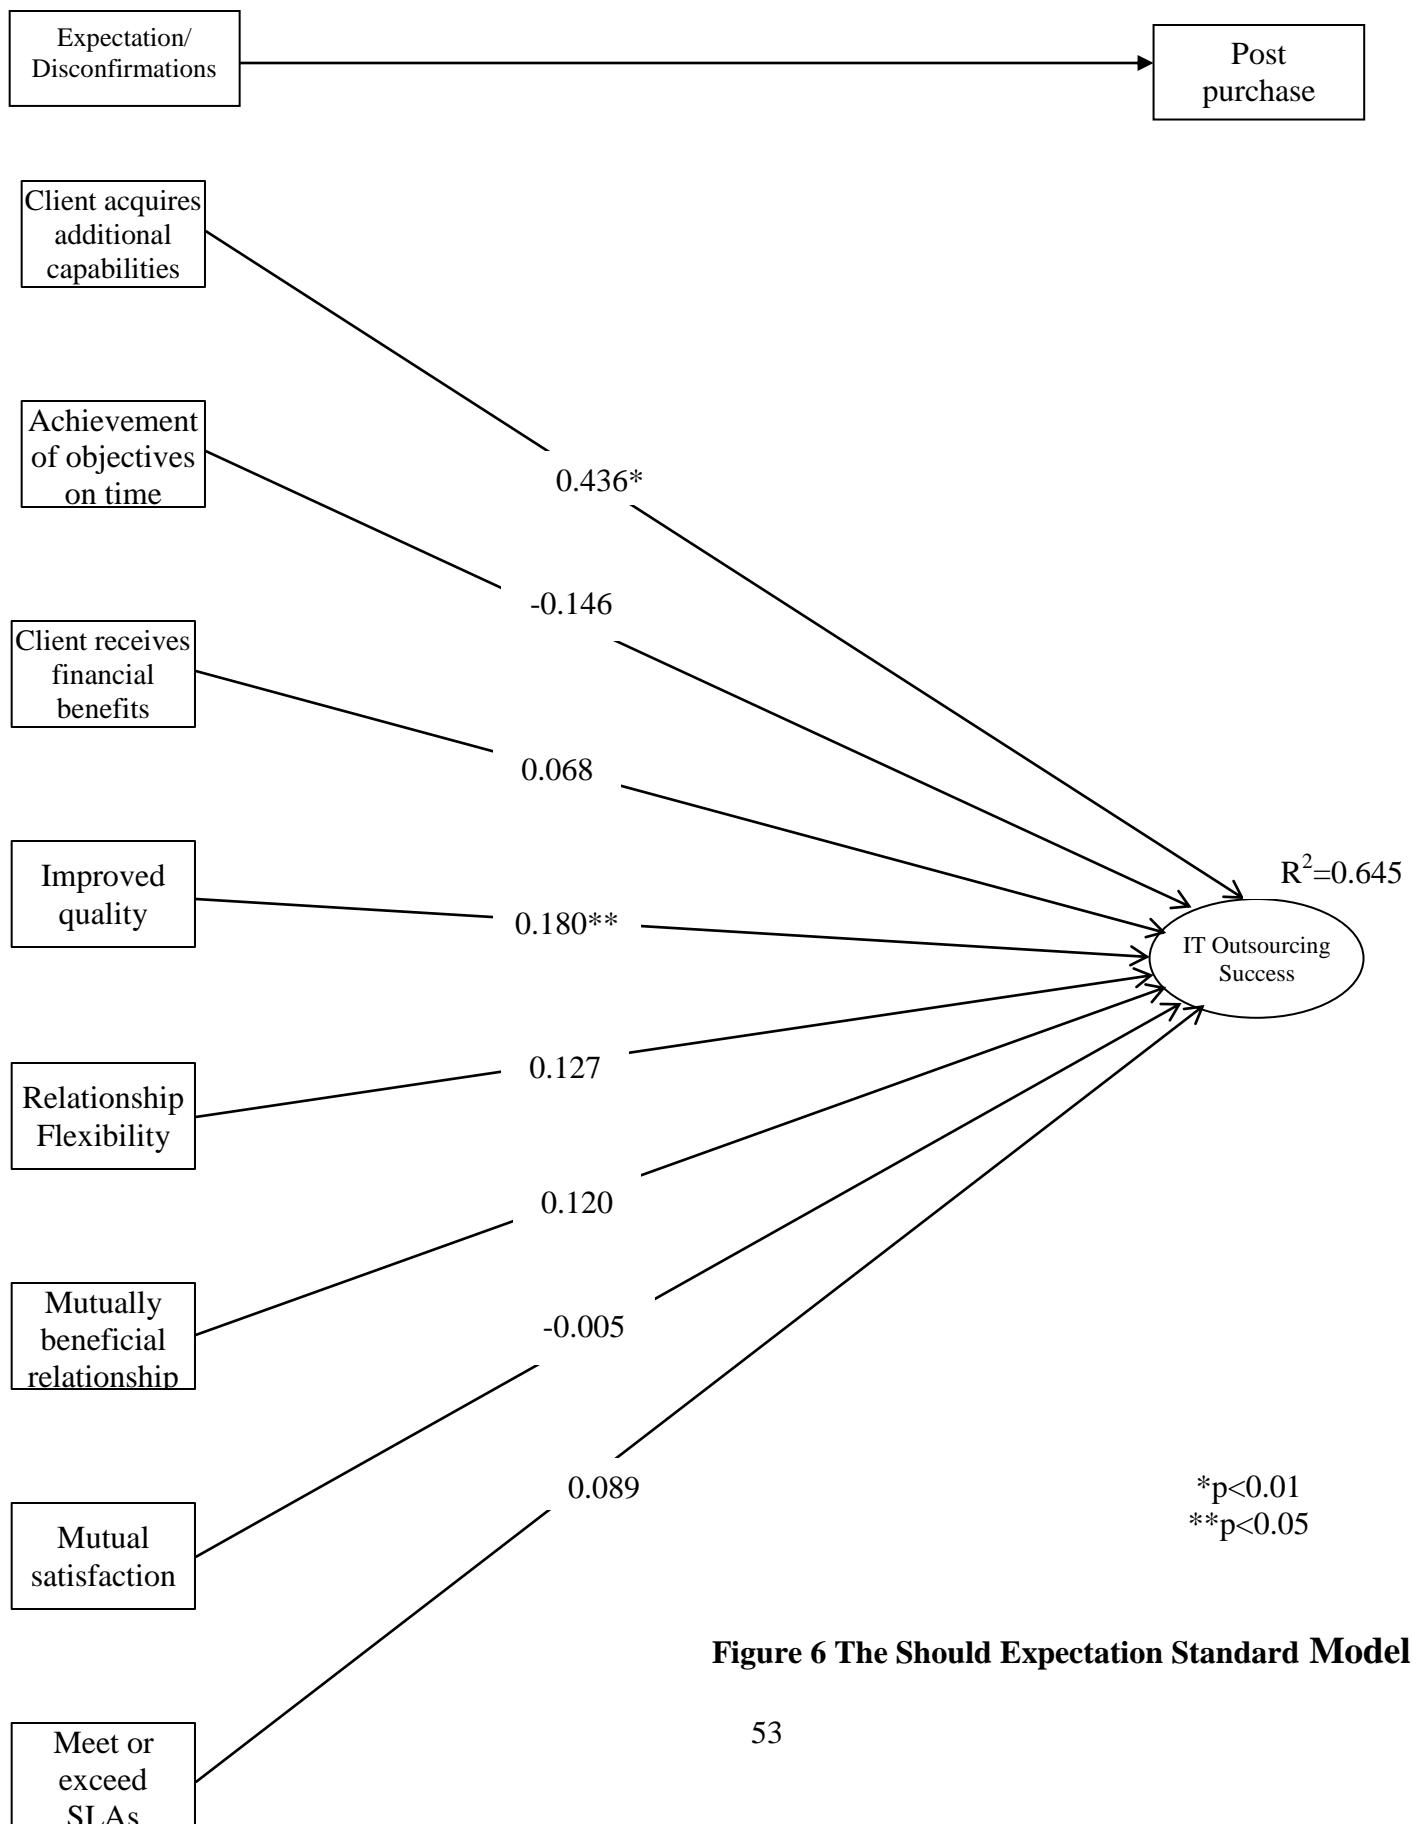 Expectation/
Disconfirmations
Post
purchase
Client acquires
additional
capabilities
Achievement
of objectives
on time
0.436*
-0.146
Client receives
financial
benefits
0.068
Improved
quality
0.180**
R²=0.645
IT Outsourcing
Success
Relationship
Flexibility
0.127
0.120
Mutually
beneficial
relationship
-0.005
0.089
*p<0.01
**p<0.05
Mutual
satisfaction
Figure 6 The Should Expectation Standard Model
53
Meet or
exceed
SLAs